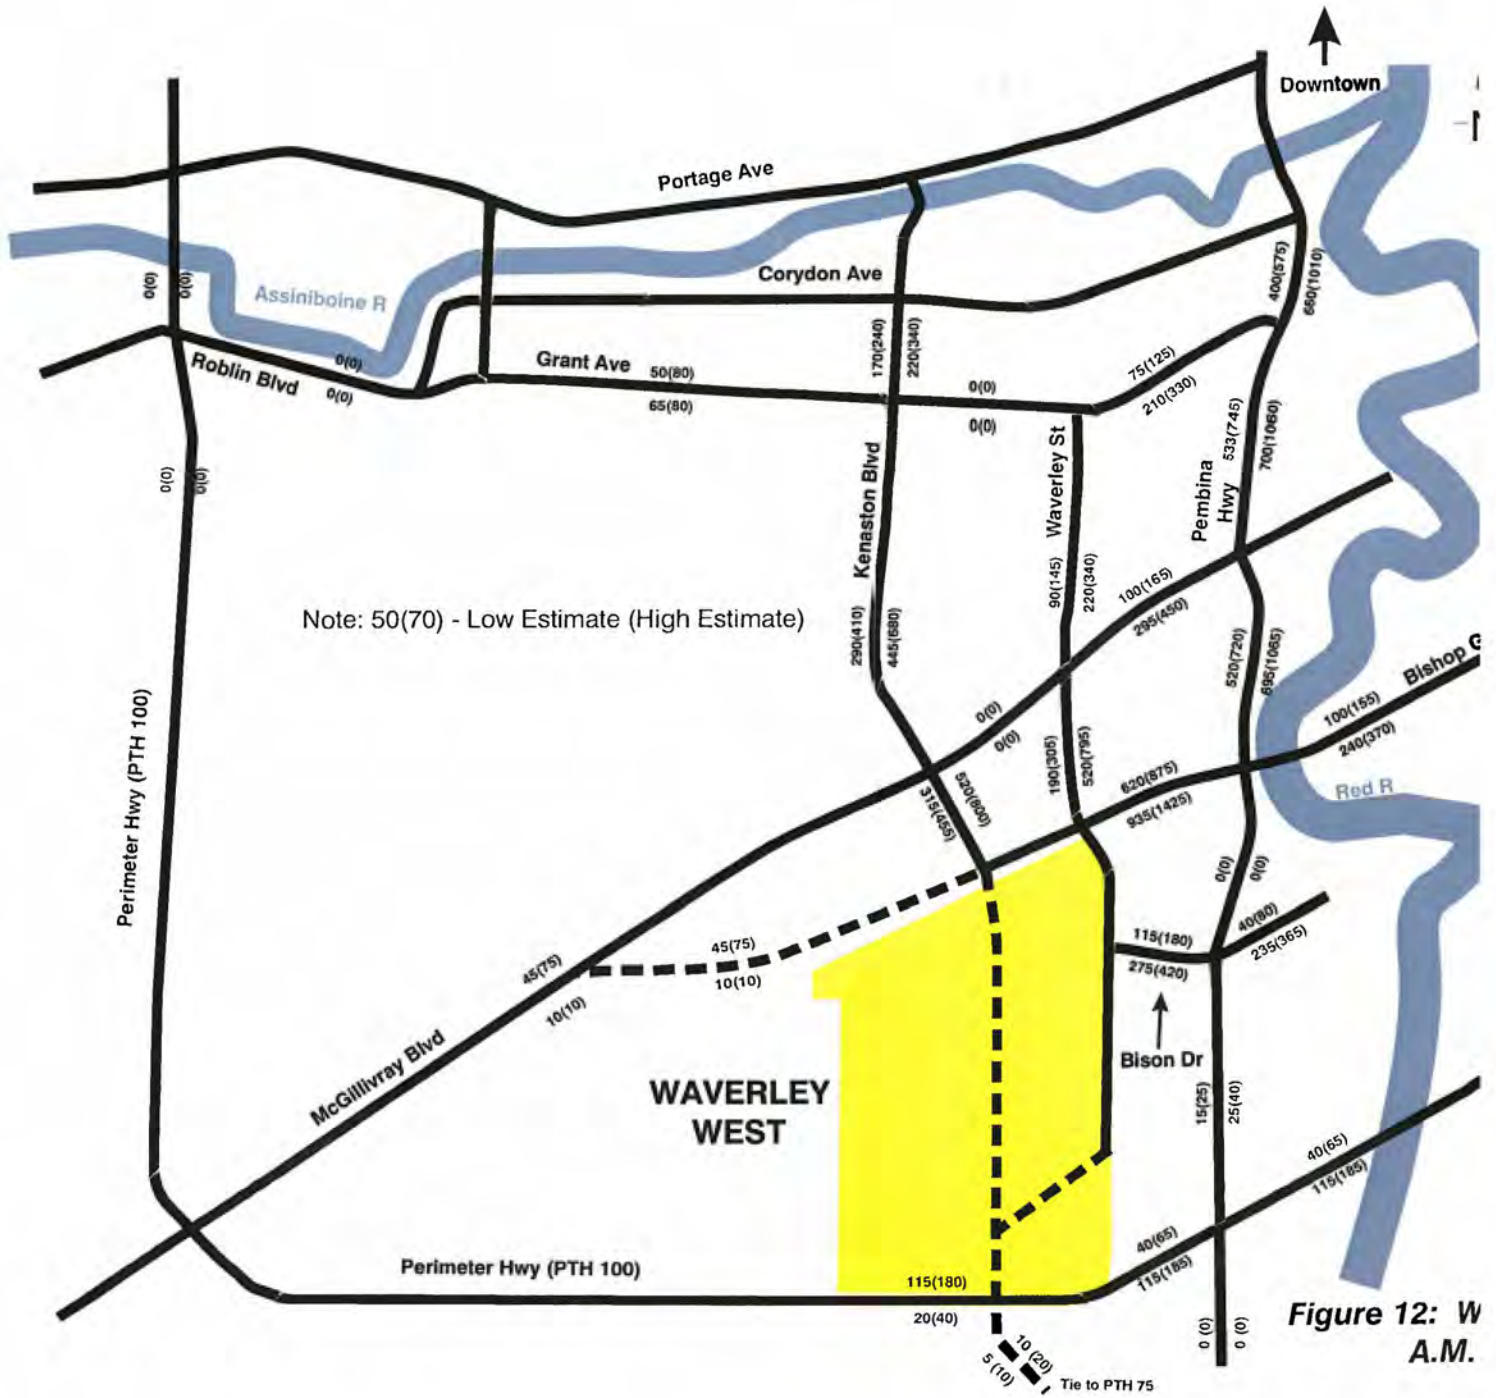 Downtown
Portage Ave
Corydon Ave
Assiniboine R
0(0)
0(0)
400(575)
660(1010)
Roblin Blvd
0(0)
0(0)
Grant Ave
50(80)
65(80)
170(240)
220(340)
0(0)
0(0)
75(125)
210(330)
0(0)
0(0)
Kenaston Blvd
Waverley St
Pembina
Hwy
533(745)
700(1060)
Note: 50(70) - Low Estimate (High Estimate)
290(410)
445(680)
90(145)
220(340)
100(165)
295(450)
520(720)
695(1065)
Bishop G
100(155)
240(370)
Perimeter Hwy (PTH 100)
0(0)
0(0)
190(305)
520(795)
520(800)
315(455)
620(875)
935(1425)
Red R
0(0)
0(0)
45(75)
10(10)
45(75)
10(10)
115(180)
275(420)
40(80)
235(365)
McGillivray Blvd
Bison Dr
WAVERLEY
WEST
15(25)
25(40)
40(65)
115(185)
40(65)
115(185)
Perimeter Hwy (PTH 100)
115(180)
20(40)
10 (20)
5 (10)
Tie to PTH 75
0 (0)
0 (0)
Figure 12: W
A.M.